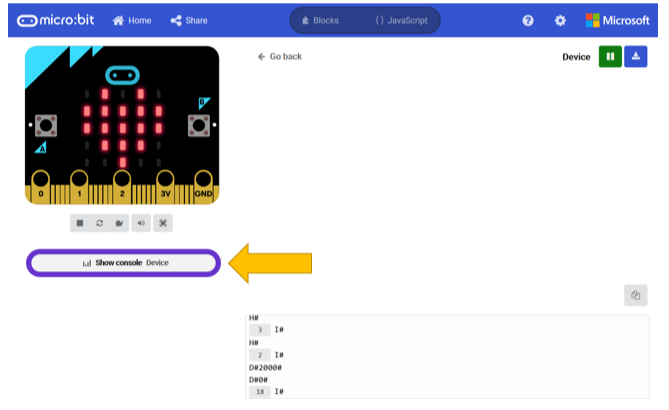 micro:bit Home Share Blocks {} JavaScript Microsoft
Go back Device
B
A
0 1 2 3V GND
Show console Device
H#
3 I#
H#
2 I#
D#2000#
D#0#
18 I#